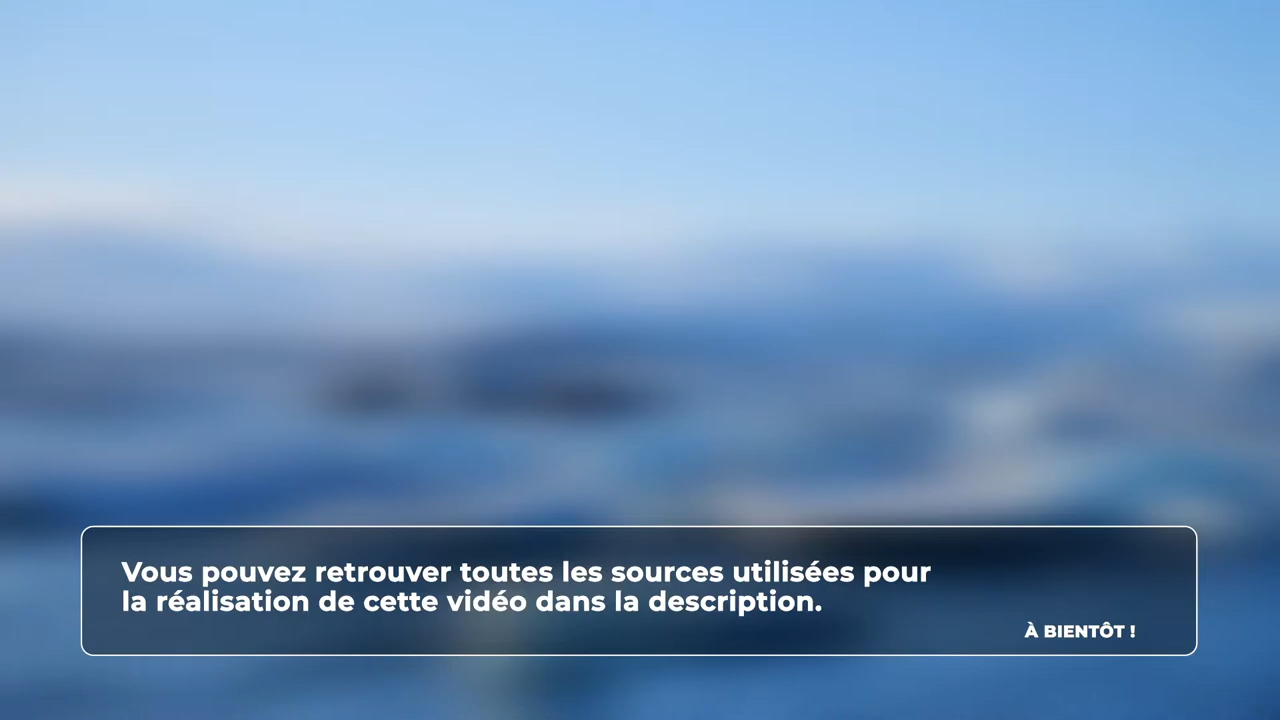 Vous pouvez retrouver toutes les sources utilisées pour
la réalisation de cette vidéo dans la description.
À BIENTÔT !